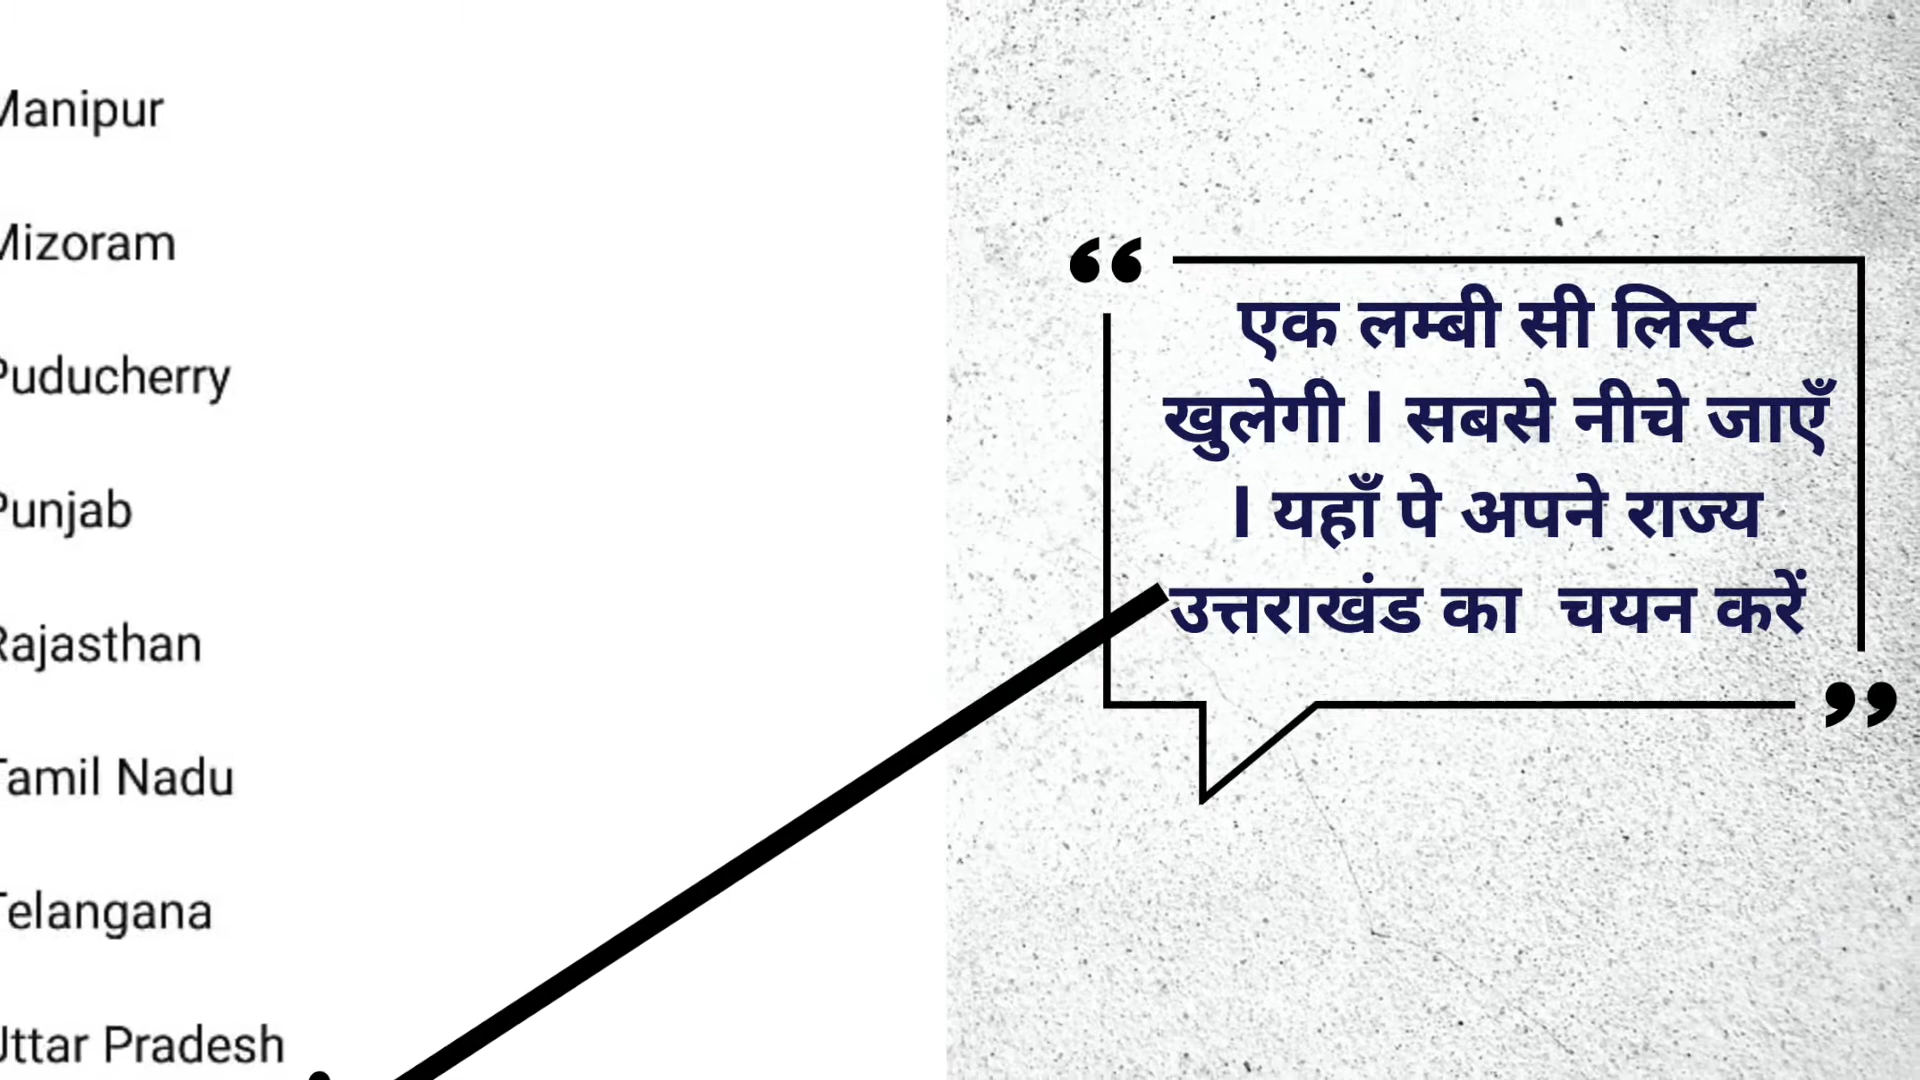 Manipur
Mizoram
Puducherry
Punjab
Rajasthan
Tamil Nadu
Telangana
Uttar Pradesh
“ एक लम्बी सी लिस्ट
खुलेगी । सबसे नीचे जाएँ
। यहाँ पे अपने राज्य
उत्तराखंड का चयन करें ”